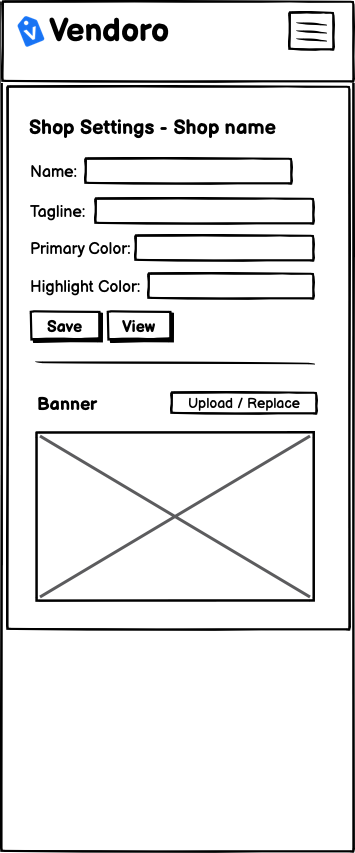 Vendoro
Shop Settings - Shop name
Name:
Tagline:
Primary Color:
Highlight Color:
Save View
Banner Upload / Replace